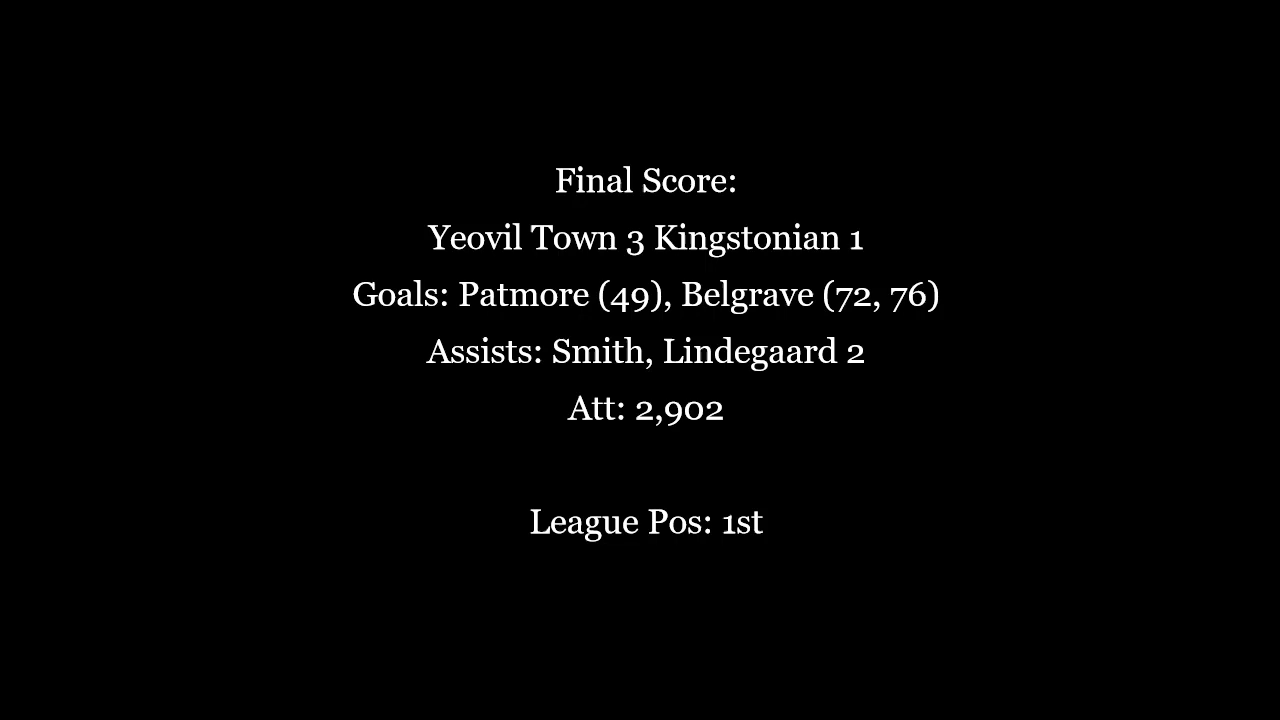 Final Score:
Yeovil Town 3 Kingstonian 1
Goals: Patmore (49), Belgrave (72, 76)
Assists: Smith, Lindegaard 2
Att: 2,902
League Pos: 1st